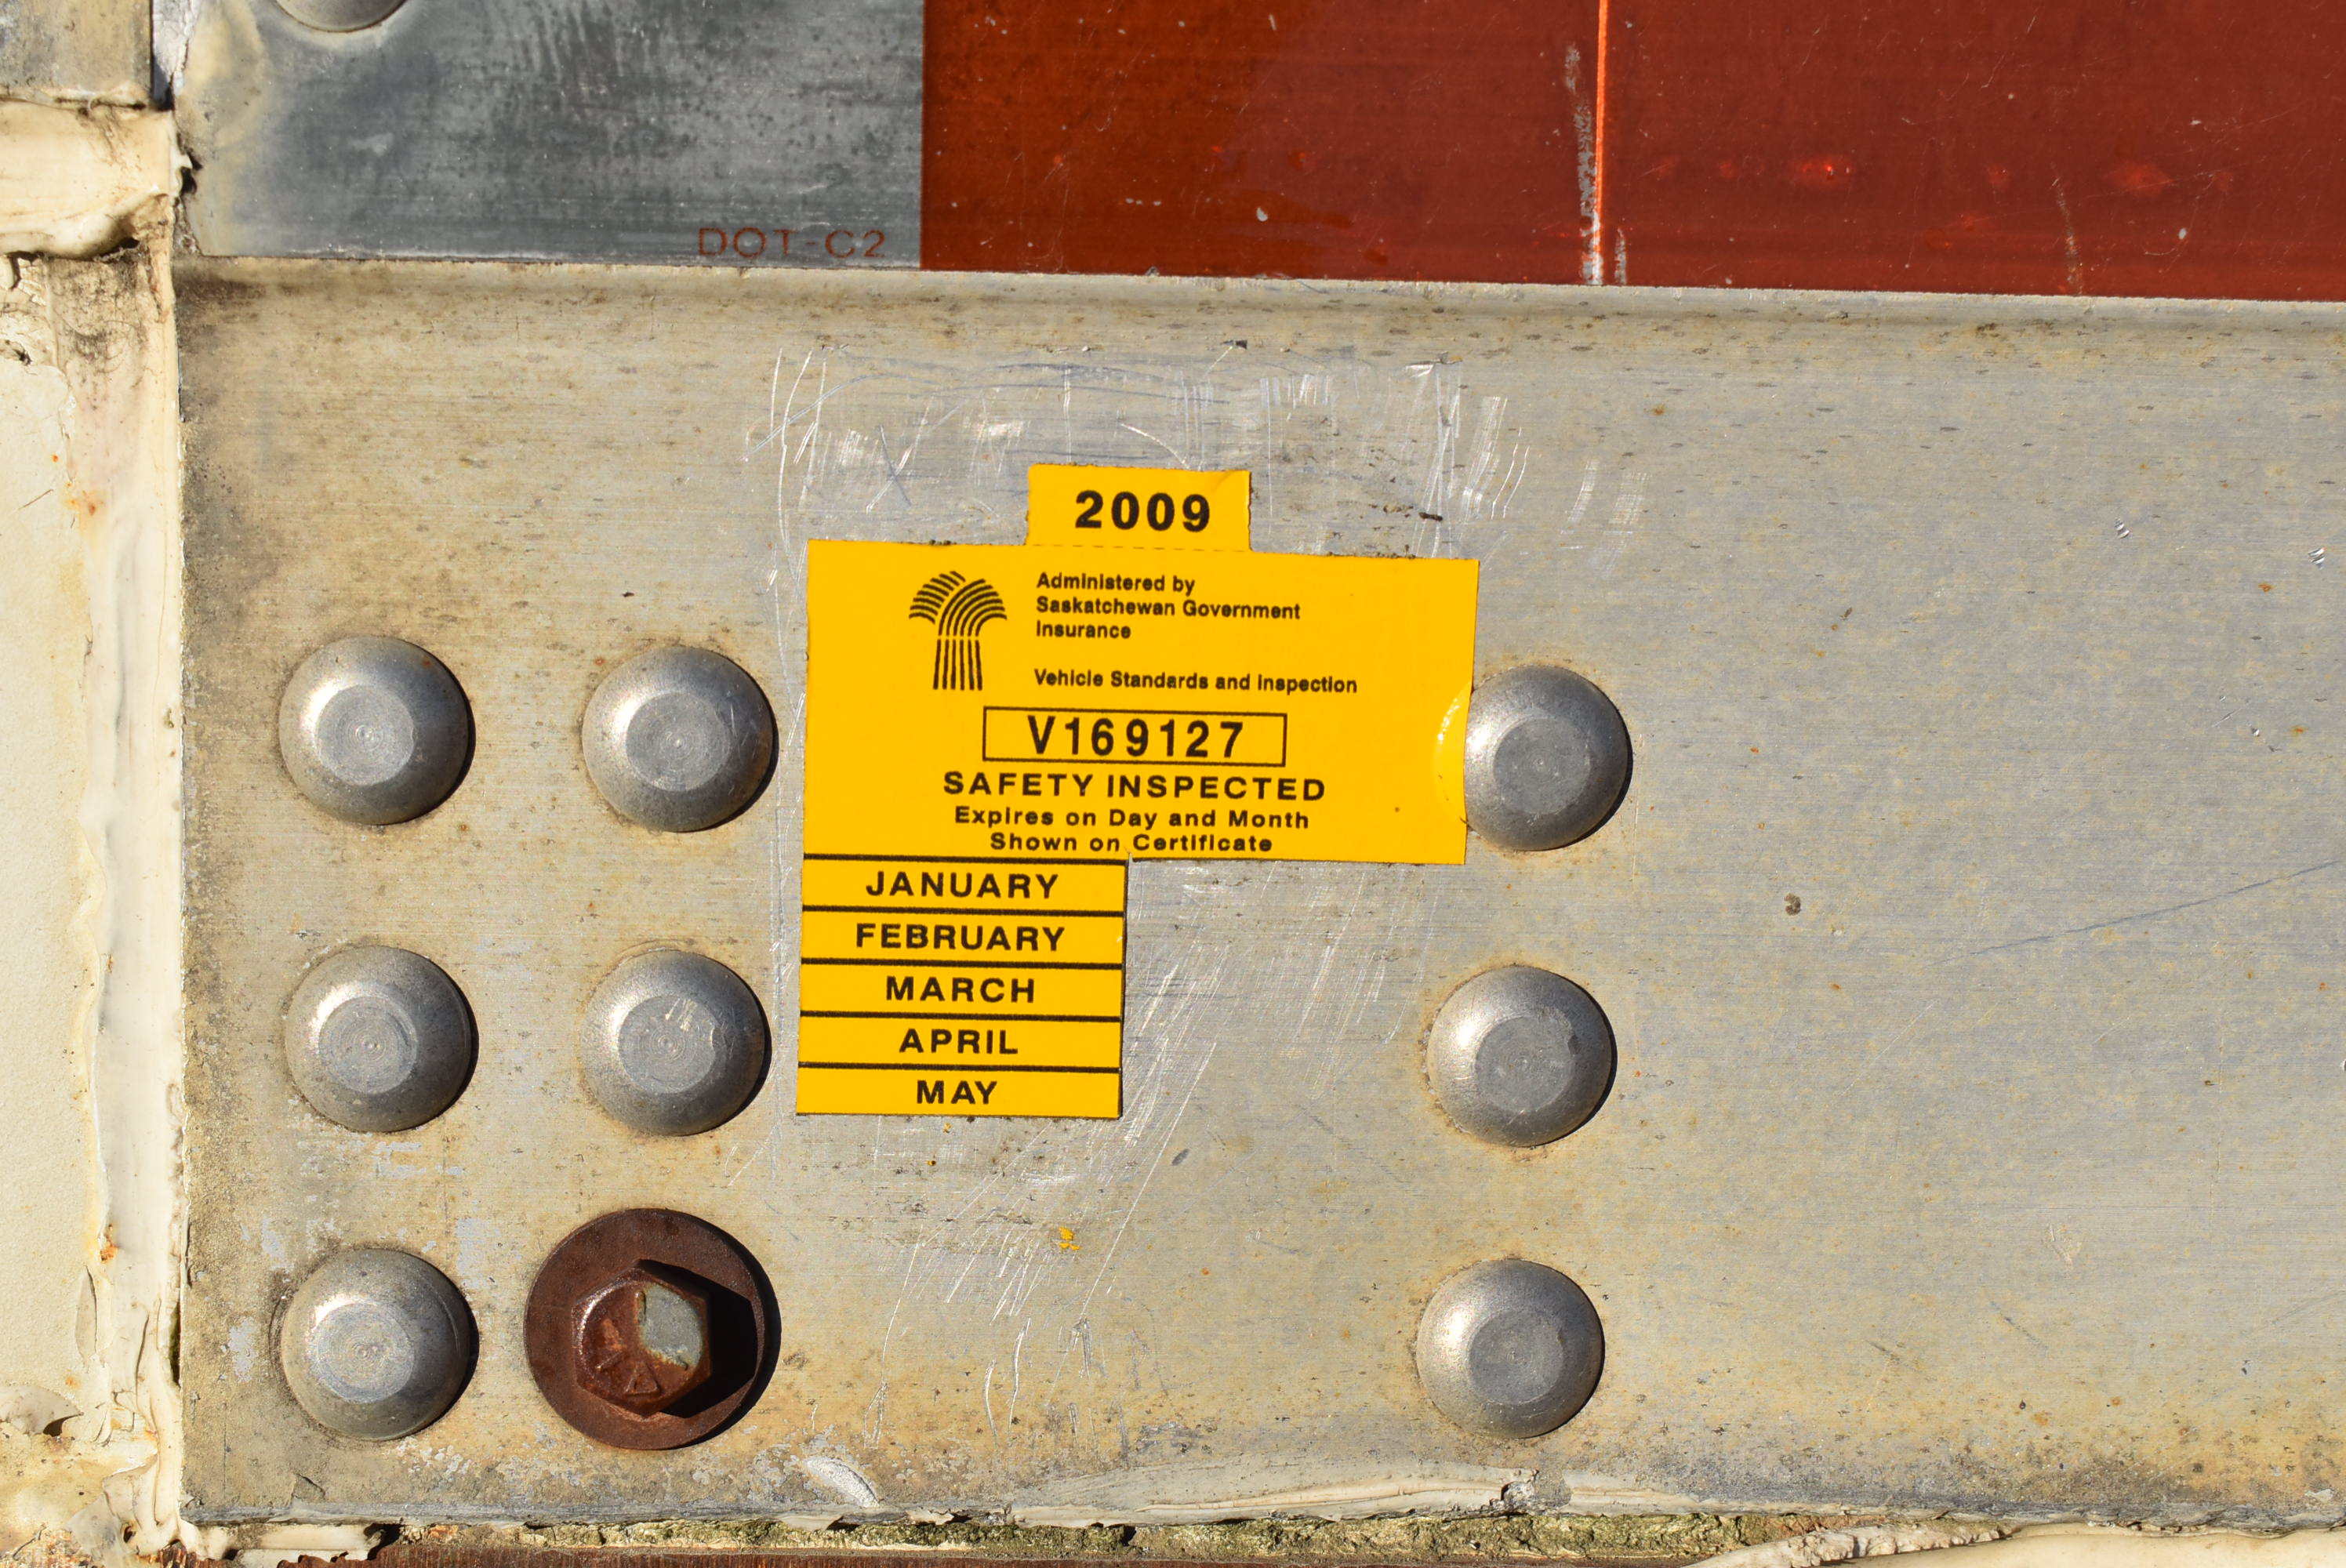 DOT-C2
2009
Administered by
Saskatchewan Government
Insurance
Vehicle Standards and Inspection
V169127
SAFETY INSPECTED
Expires on Day and Month
Shown on Certificate
JANUARY
FEBRUARY
MARCH
APRIL
MAY